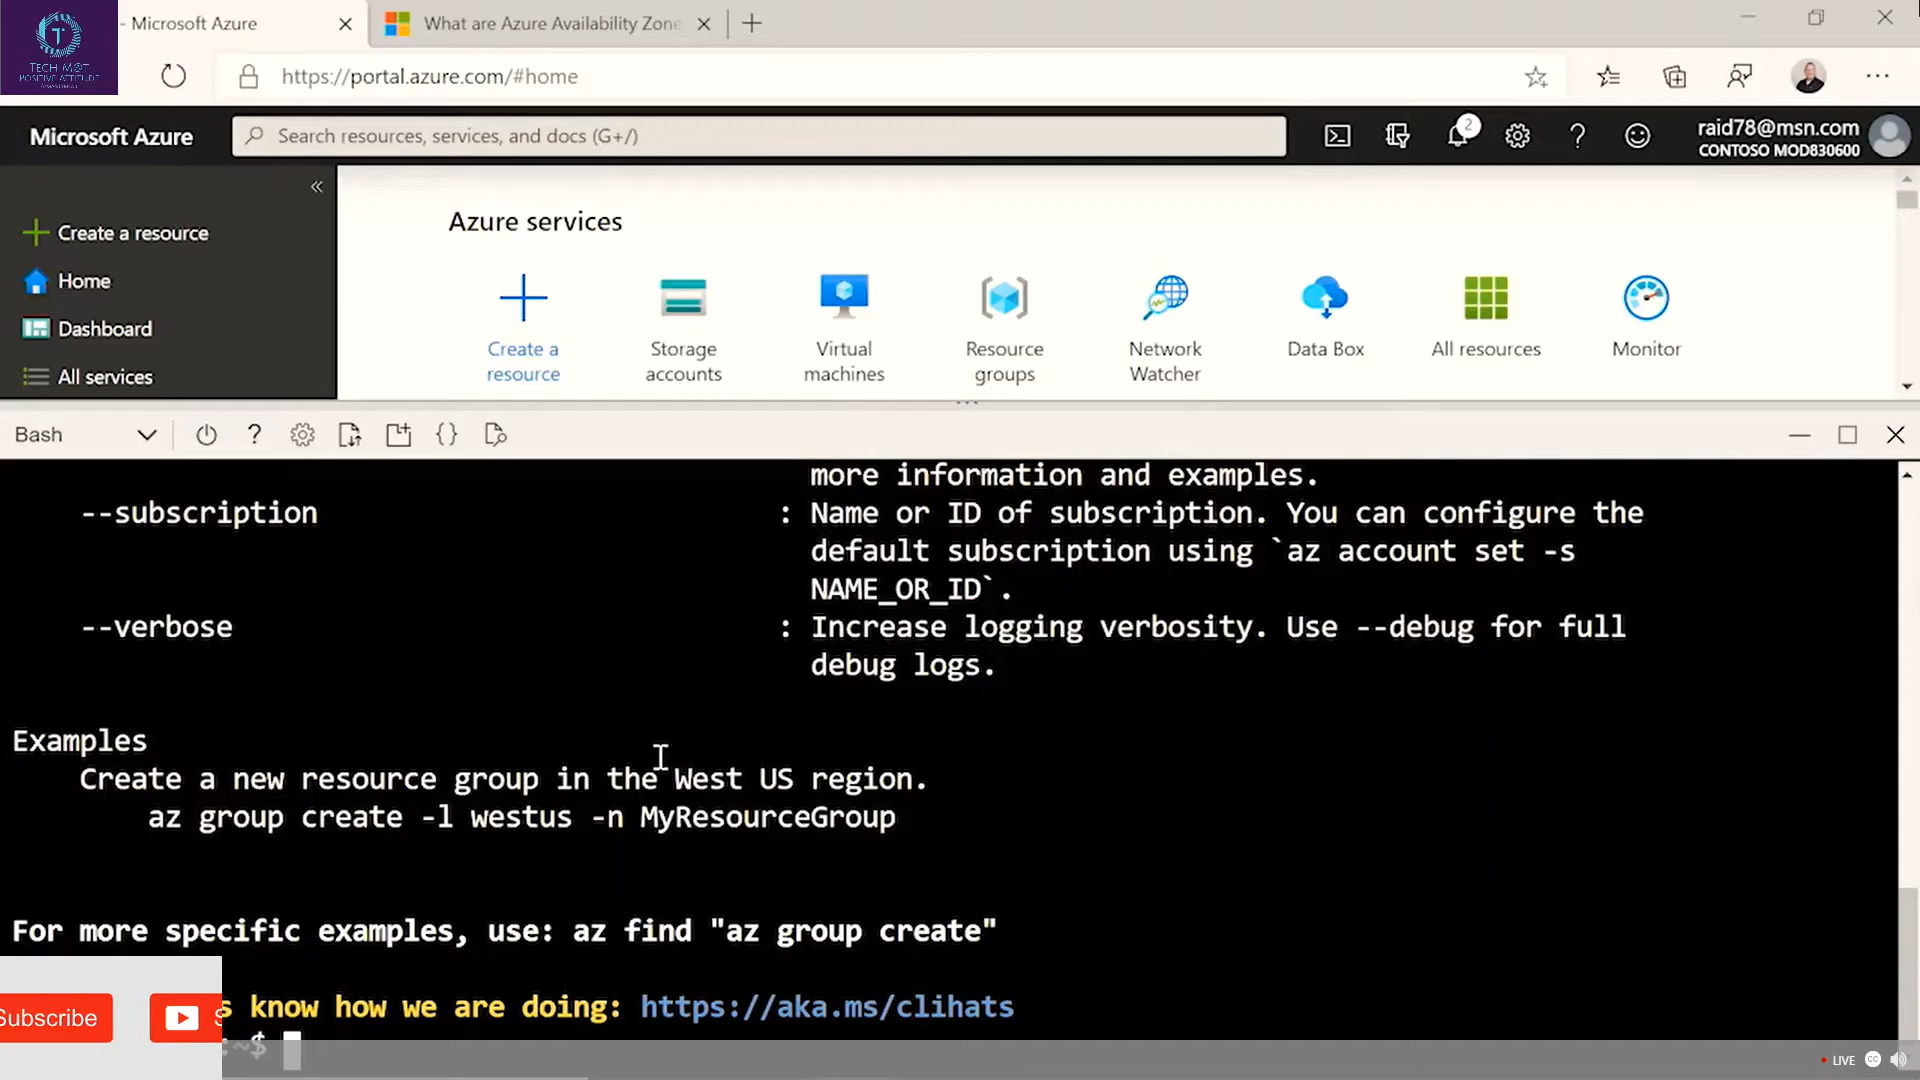 - Microsoft Azure
What are Azure Availability Zone
TECH M@T
POSITIVE ATTITUDE
https://portal.azure.com/#home
Microsoft Azure
Search resources, services, and docs (G+/)
2
raid78@msn.com
CONTOSO MOD830600
Create a resource
Home
Dashboard
All services
Azure services
Create a
resource
Storage
accounts
Virtual
machines
Resource
groups
Network
Watcher
Data Box
All resources
Monitor
Bash
more information and examples.
--subscription : Name or ID of subscription. You can configure the
default subscription using `az account set -s
NAME_OR_ID`.
--verbose : Increase logging verbosity. Use --debug for full
debug logs.
Examples
Create a new resource group in the West US region.
az group create -l westus -n MyResourceGroup
For more specific examples, use: az find "az group create"
s know how we are doing: https://aka.ms/clihats
:~$
Subscribe
S
LIVE
CC